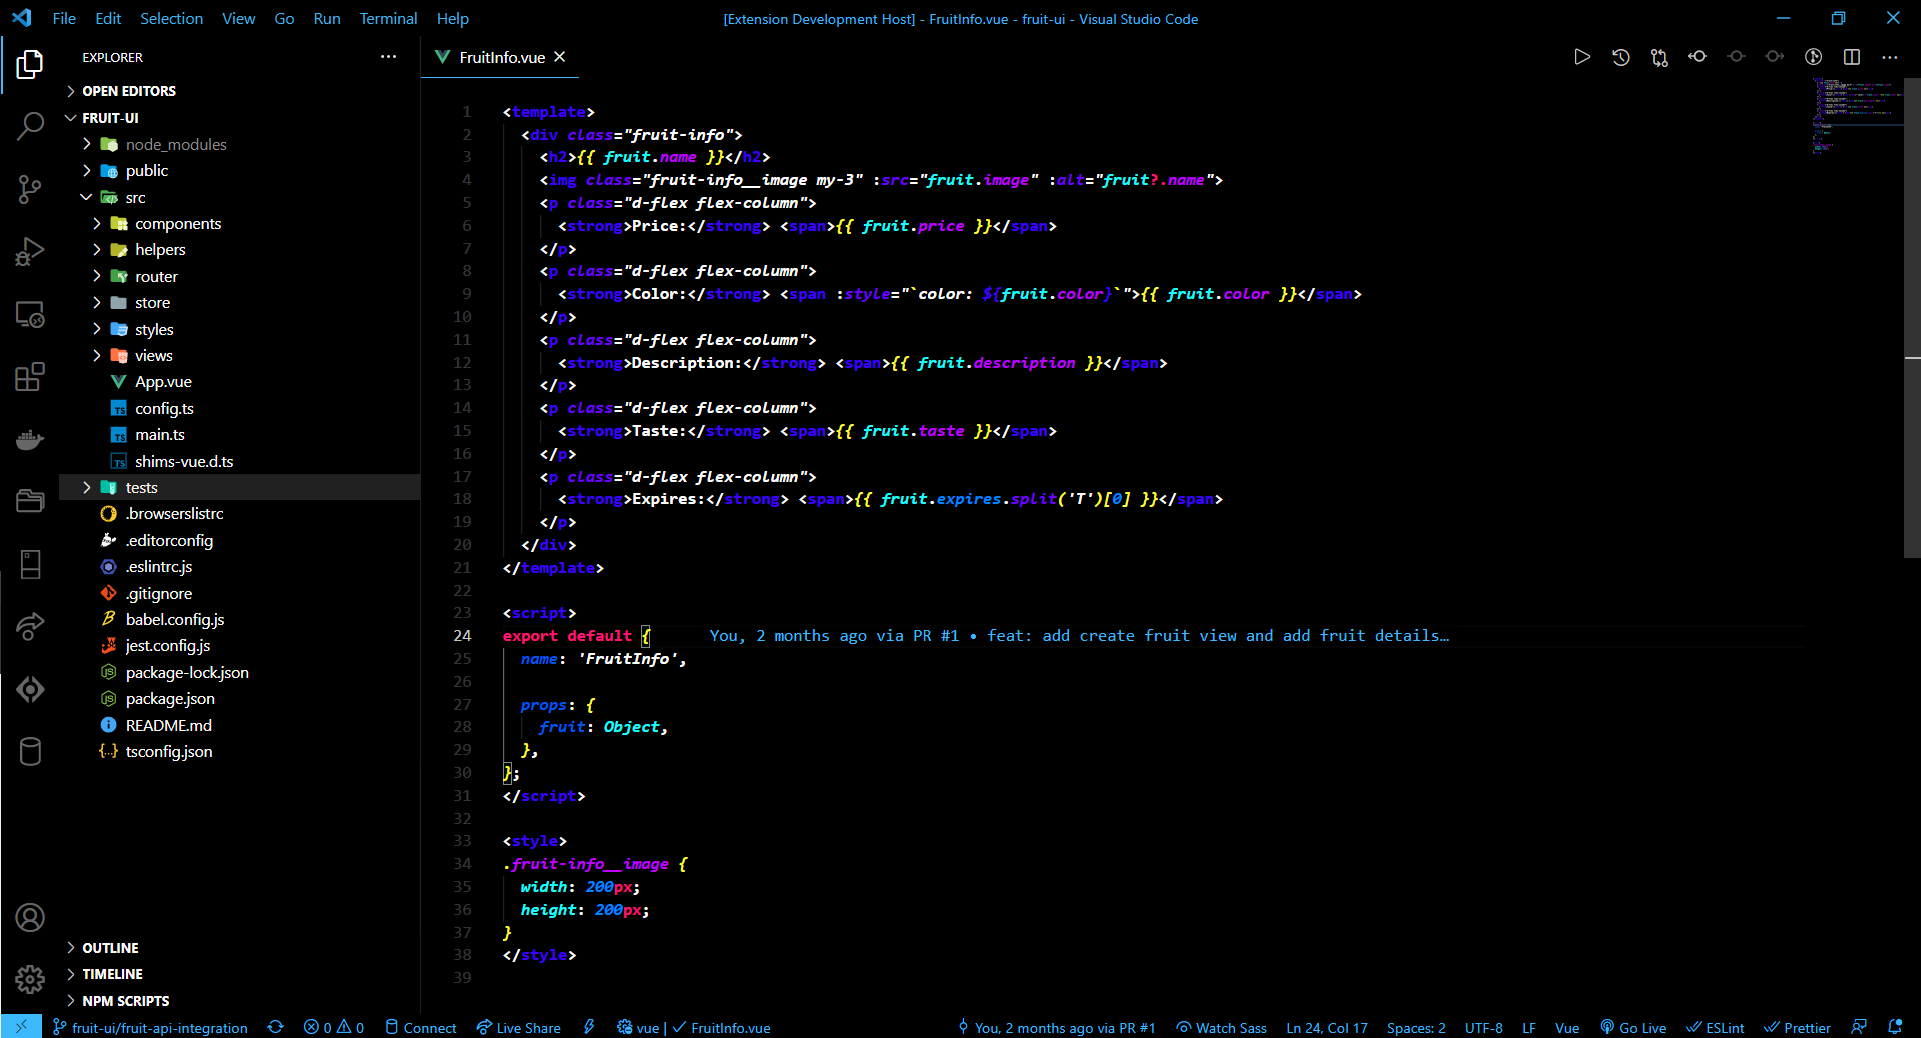 File Edit Selection View Go Run Terminal Help
[Extension Development Host] - FruitInfo.vue - fruit-ui - Visual Studio Code
EXPLORER
OPEN EDITORS
FRUIT-UI
node_modules
public
src
components
helpers
router
store
styles
views
App.vue
config.ts
main.ts
shims-vue.d.ts
tests
.browserslistrc
.editorconfig
.eslintrc.js
.gitignore
babel.config.js
jest.config.js
package-lock.json
package.json
README.md
tsconfig.json
OUTLINE
TIMELINE
NPM SCRIPTS
FruitInfo.vue
1 <template>
2 <div class="fruit-info">
3 <h2>{{ fruit.name }}</h2>
4 <img class="fruit-info__image my-3" :src="fruit.image" :alt="fruit?.name">
5 <p class="d-flex flex-column">
6 <strong>Price:</strong> <span>{{ fruit.price }}</span>
7 </p>
8 <p class="d-flex flex-column">
9 <strong>Color:</strong> <span :style="`color: ${fruit.color}`">{{ fruit.color }}</span>
10 </p>
11 <p class="d-flex flex-column">
12 <strong>Description:</strong> <span>{{ fruit.description }}</span>
13 </p>
14 <p class="d-flex flex-column">
15 <strong>Taste:</strong> <span>{{ fruit.taste }}</span>
16 </p>
17 <p class="d-flex flex-column">
18 <strong>Expires:</strong> <span>{{ fruit.expires.split('T')[0] }}</span>
19 </p>
20 </div>
21 </template>
22
23 <script>
24 export default { You, 2 months ago via PR #1 • feat: add create fruit view and add fruit details…
25 name: 'FruitInfo',
26
27 props: {
28 fruit: Object,
29 },
30 };
31 </script>
32
33 <style>
34 .fruit-info__image {
35 width: 200px;
36 height: 200px;
37 }
38 </style>
39
fruit-ui/fruit-api-integration 0 0 Connect Live Share vue | FruitInfo.vue You, 2 months ago via PR #1 Watch Sass Ln 24, Col 17 Spaces: 2 UTF-8 LF Vue Go Live ESLint Prettier